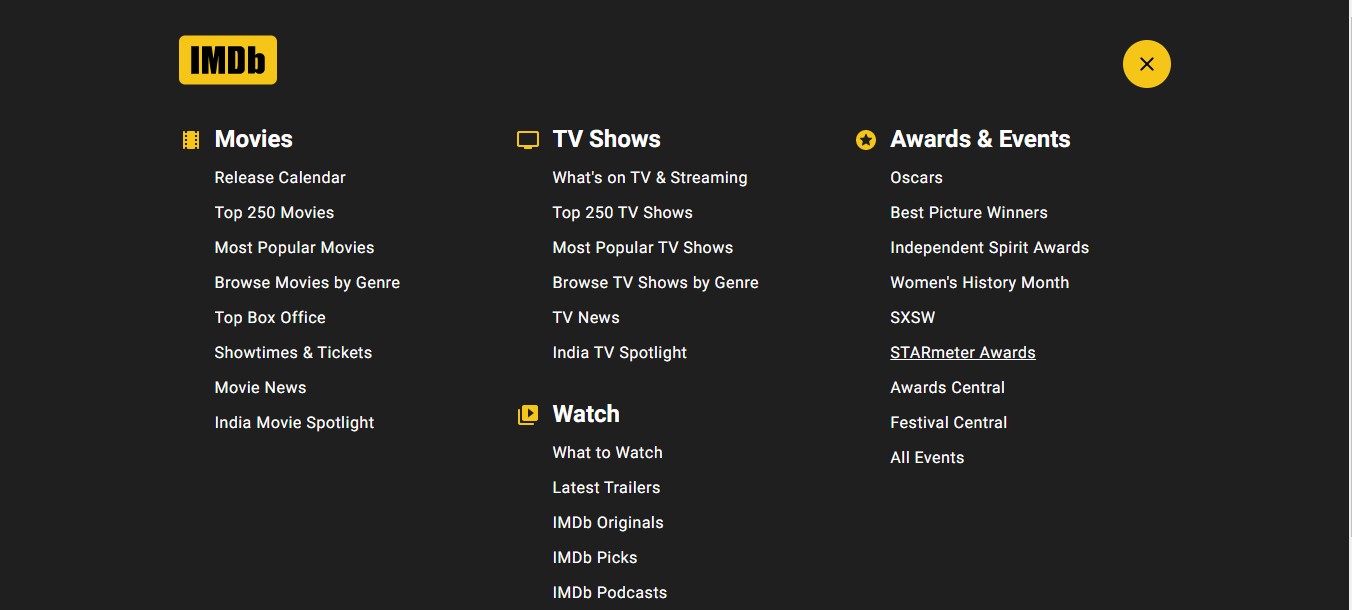 IMDb
Movies
Release Calendar
Top 250 Movies
Most Popular Movies
Browse Movies by Genre
Top Box Office
Showtimes & Tickets
Movie News
India Movie Spotlight
TV Shows
What's on TV & Streaming
Top 250 TV Shows
Most Popular TV Shows
Browse TV Shows by Genre
TV News
India TV Spotlight
Watch
What to Watch
Latest Trailers
IMDb Originals
IMDb Picks
IMDb Podcasts
Awards & Events
Oscars
Best Picture Winners
Independent Spirit Awards
Women's History Month
SXSW
STARmeter Awards
Awards Central
Festival Central
All Events